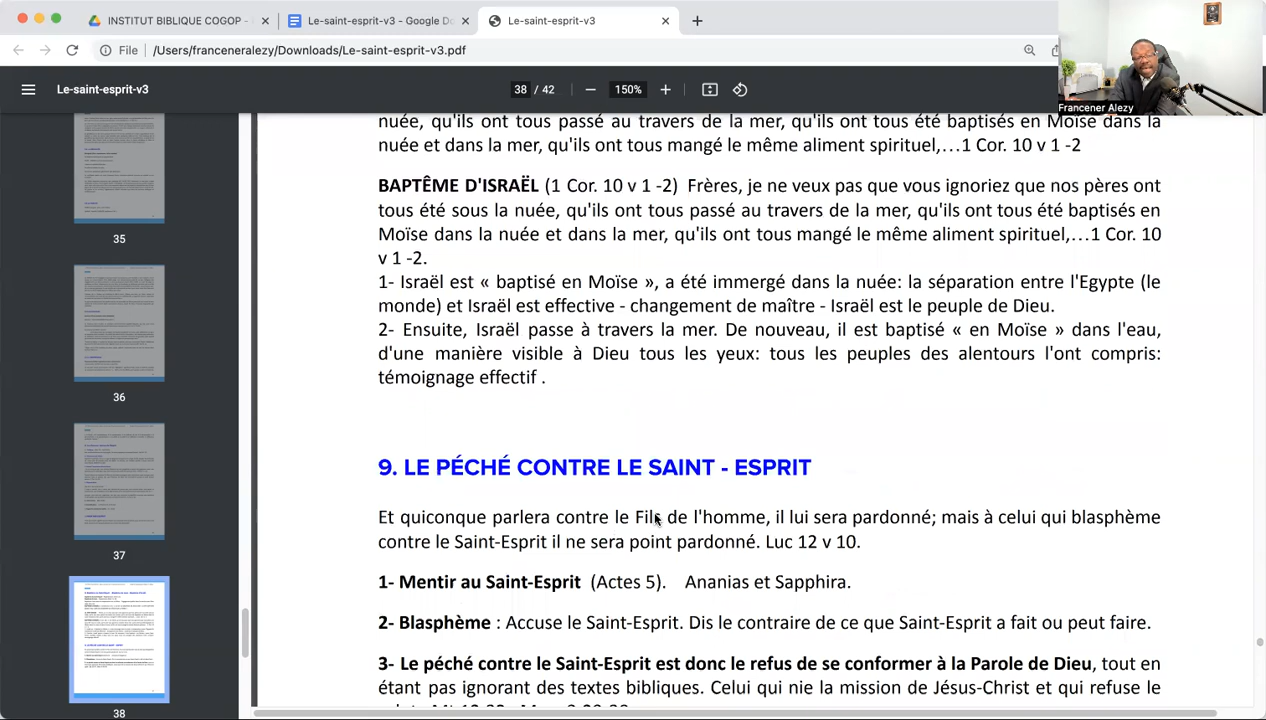 INSTITUT BIBLIQUE COGOP -
Le-saint-esprit-v3 - Google Do
Le-saint-esprit-v3
File /Users/franceneralezy/Downloads/Le-saint-esprit-v3.pdf
Le-saint-esprit-v3
38 / 42
150%
Francener Alezy
nuée, qu'ils ont tous passé au travers de la mer, qu'ils ont tous été baptisés en Moïse dans la
nuée et dans la mer, qu'ils ont tous mangé le même aliment spirituel,...1 Cor. 10 v 1 -2
BAPTÊME D'ISRAËL (1 Cor. 10 v 1 -2) Frères, je ne veux pas que vous ignoriez que nos pères ont
tous été sous la nuée, qu'ils ont tous passé au travers de la mer, qu'ils ont tous été baptisés en
Moïse dans la nuée et dans la mer, qu'ils ont tous mangé le même aliment spirituel,...1 Cor. 10
v 1 -2.
1- Israël est « baptisé en Moïse », a été immergé dans la nuée: la séparation entre l'Egypte (le
monde) et Israël est effective - changement de maître - Israël est le peuple de Dieu.
2- Ensuite, Israël passe à travers la mer. De nouveau, il est baptisé « en Moïse » dans l'eau,
d'une manière visible à Dieu tous les yeux: tous les peuples des alentours l'ont compris:
témoignage effectif .
9. LE PÉCHÉ CONTRE LE SAINT - ESPRIT
Et quiconque parlera contre le Fils de l'homme, il lui sera pardonné; mais à celui qui blasphème
contre le Saint-Esprit il ne sera point pardonné. Luc 12 v 10.
1- Mentir au Saint-Esprit (Actes 5). Ananias et Sapphira.
2- Blasphème : Accuse le Saint-Esprit. Dis le contraire de ce que Saint-Esprit a fait ou peut faire.
3- Le péché contre le Saint-Esprit est donc le refus de se conformer à la Parole de Dieu, tout en
étant pas ignorant des textes bibliques. Celui qui nie la mission de Jésus-Christ et qui refuse le
35
36
37
38